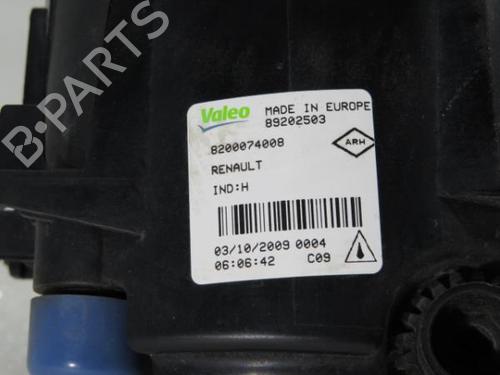 Valeo MADE IN EUROPE
89202503
8200074008
ARH
RENAULT
IND:H
03/10/2009 0004
06:06:42 C09
B-PARTS